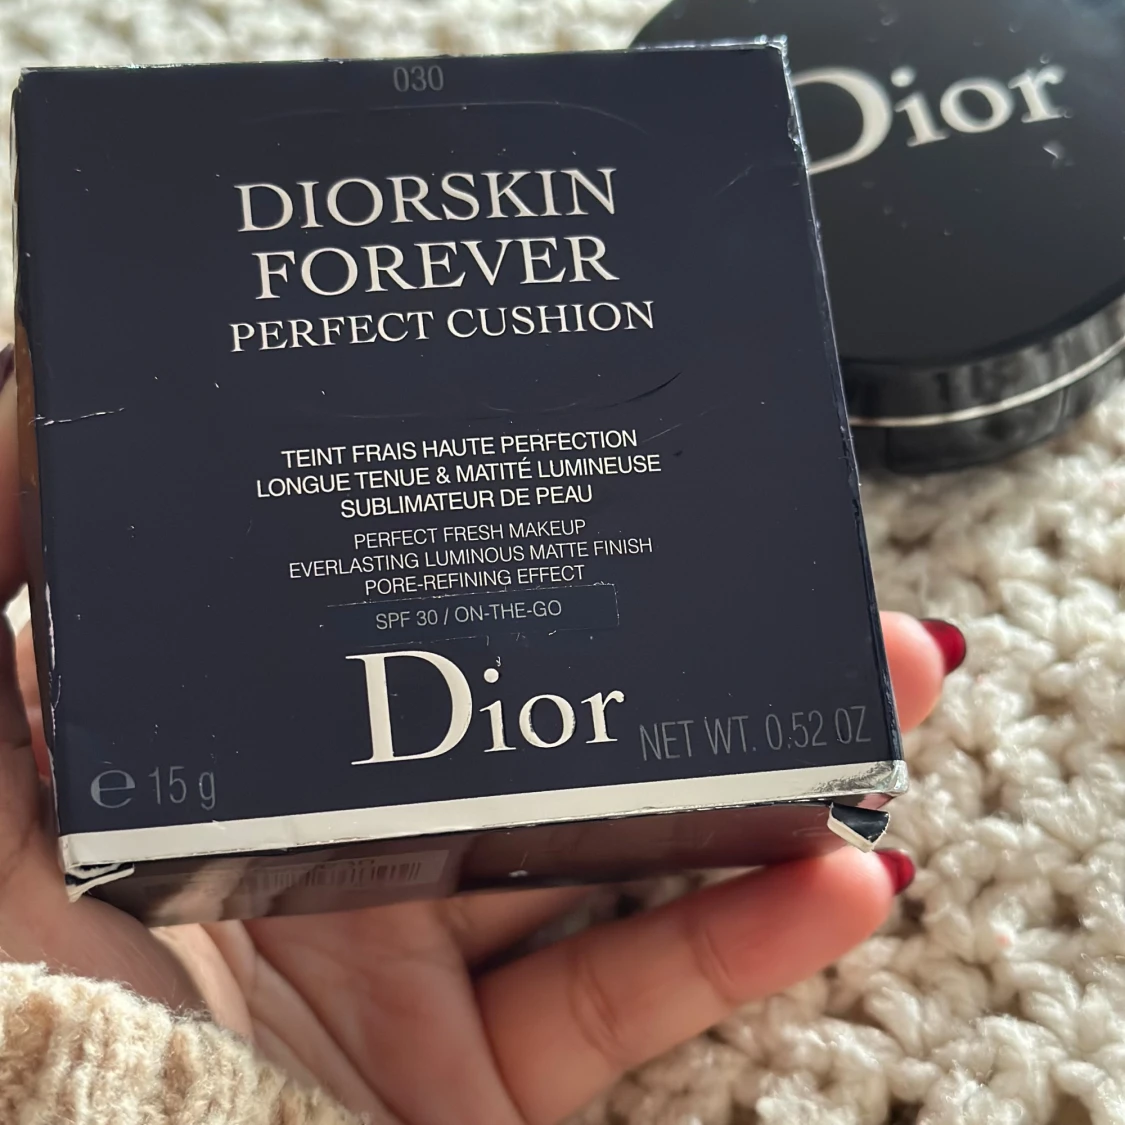 030
DIORSKIN
FOREVER
PERFECT CUSHION
TEINT FRAIS HAUTE PERFECTION
LONGUE TENUE & MATITÉ LUMINEUSE
SUBLIMATEUR DE PEAU
PERFECT FRESH MAKEUP
EVERLASTING LUMINOUS MATTE FINISH
PORE-REFINING EFFECT
SPF 30 / ON-THE-GO
Dior
℮ 15 g
NET WT. 0.52 OZ
Dior